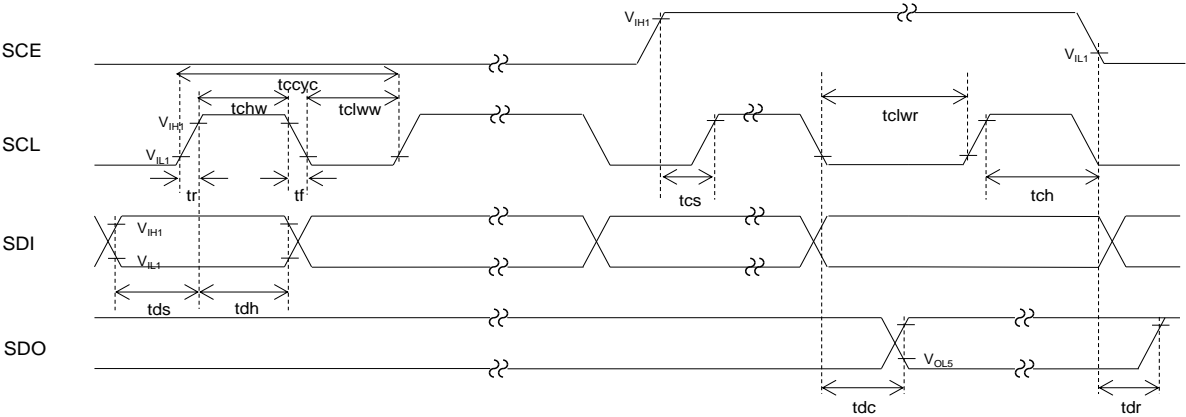 VIH1
SCE
VIL1
tccyc
tchw
tclww
tclwr
VIH1
SCL
VIL1
tr
tf
tcs
tch
VIH1
SDI
VIL1
tds
tdh
SDO
VOL5
tdc
tdr